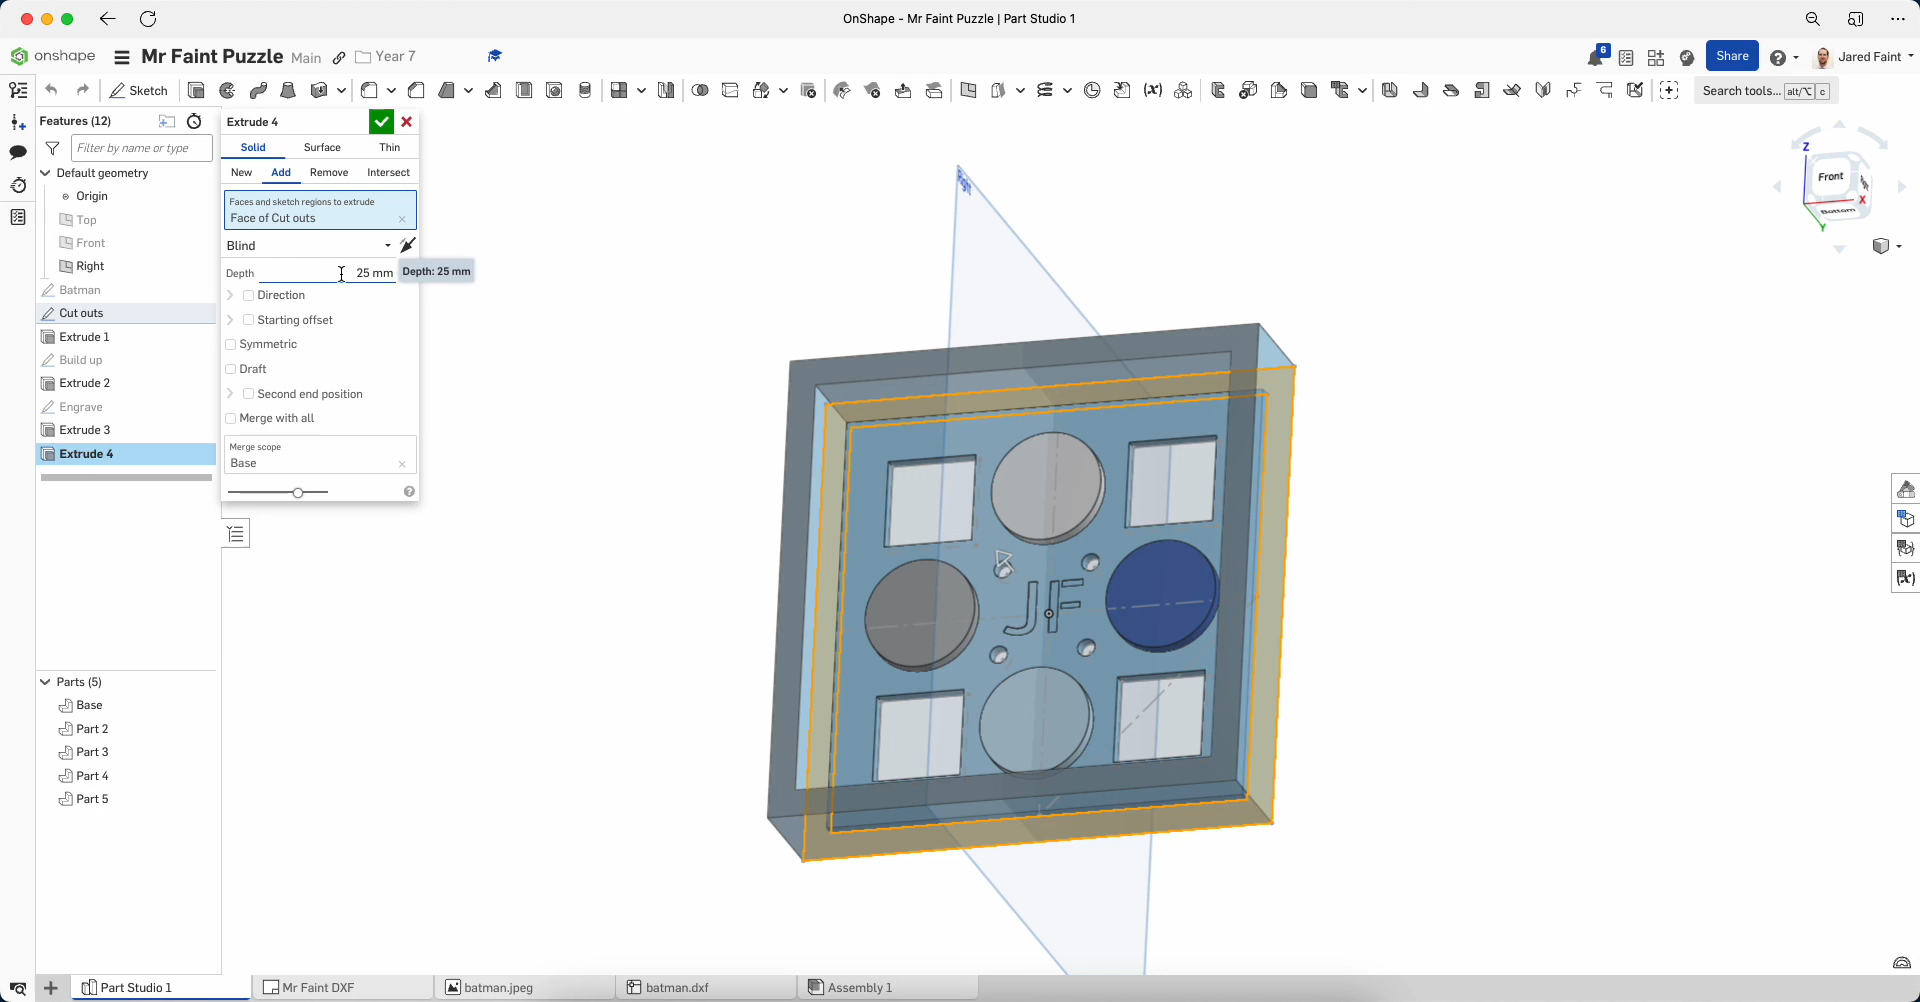 OnShape - Mr Faint Puzzle | Part Studio 1
onshape
Mr Faint Puzzle Main
Year 7
6
Share
Jared Faint
Sketch
Search tools... alt/⌥ c
Features (12)
Filter by name or type
Default geometry
Origin
Top
Front
Right
Batman
Cut outs
Extrude 1
Build up
Extrude 2
Engrave
Extrude 3
Extrude 4
Extrude 4
Solid Surface Thin
New Add Remove Intersect
Faces and sketch regions to extrude
Face of Cut outs
Blind
Depth 25 mm
Depth: 25 mm
Direction
Starting offset
Symmetric
Draft
Second end position
Merge with all
Merge scope
Base
Right
JF
Z
Front
Right
X
Bottom
Y
Parts (5)
Base
Part 2
Part 3
Part 4
Part 5
Part Studio 1
Mr Faint DXF
batman.jpeg
batman.dxf
Assembly 1